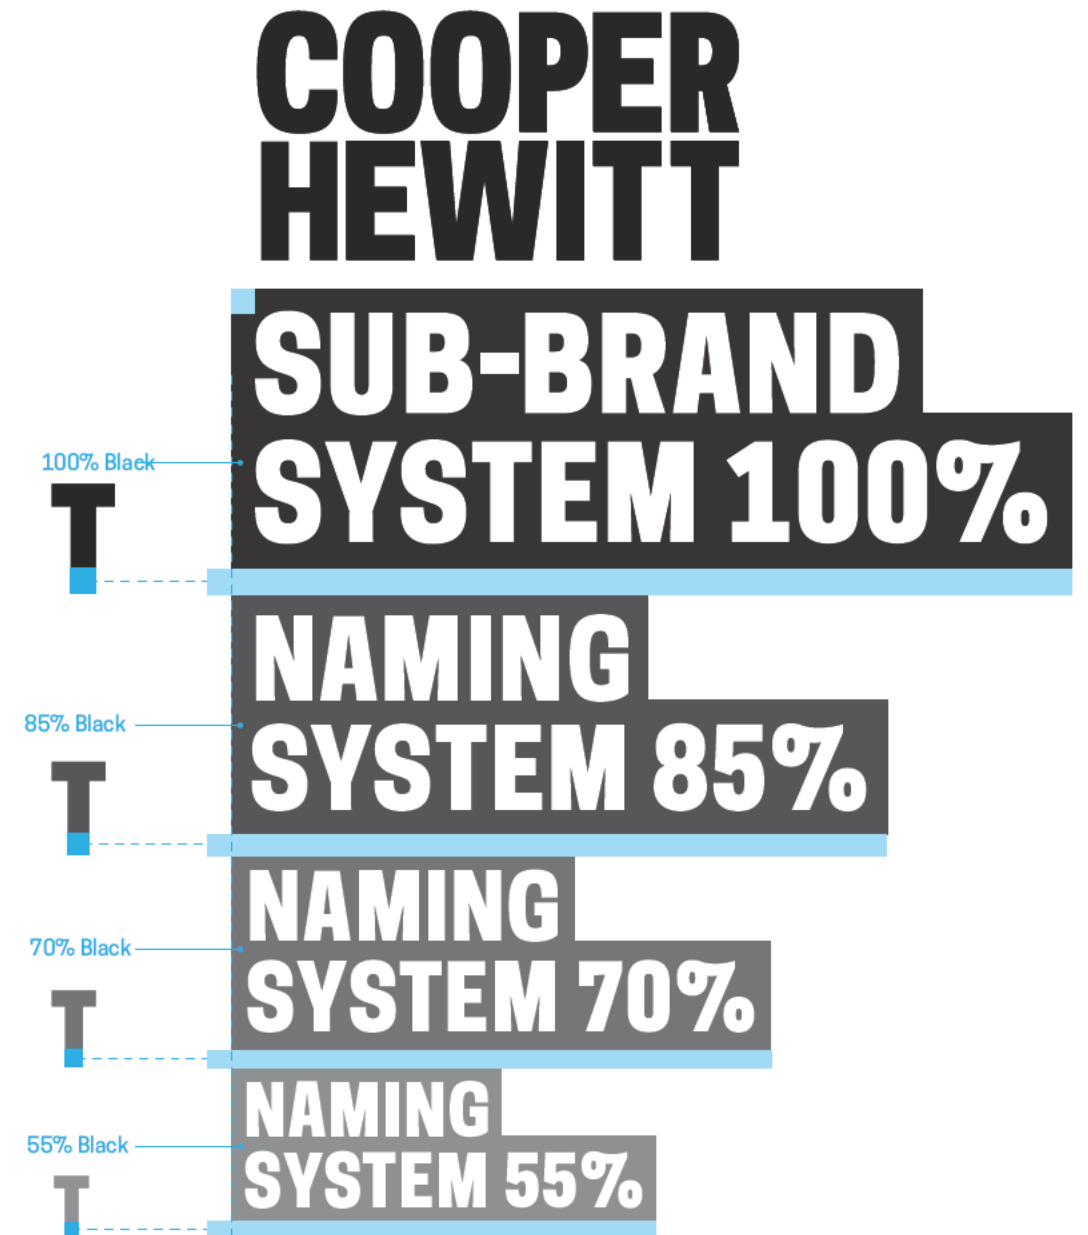 COOPER
HEWITT
SUB-BRAND
SYSTEM 100%
100% Black
T
NAMING
SYSTEM 85%
85% Black
T
NAMING
SYSTEM 70%
70% Black
T
NAMING
SYSTEM 55%
55% Black
T